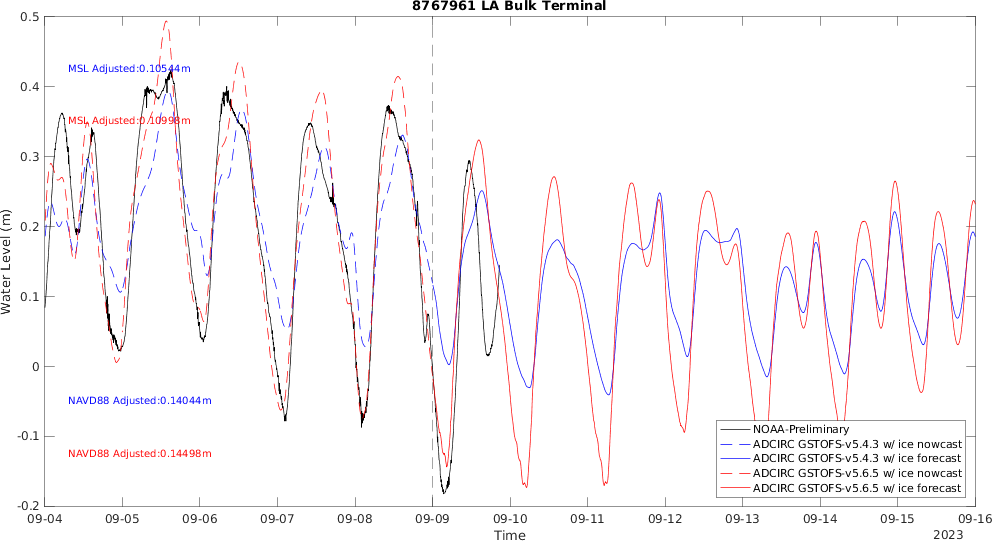 8767961 LA Bulk Terminal
Water Level (m)
0.5
0.4
0.3
0.2
0.1
0
-0.1
-0.2
MSL Adjusted:0.10544m
MSL Adjusted:0.10998m
NAVD88 Adjusted:0.14044m
NAVD88 Adjusted:0.14498m
NOAA-Preliminary
ADCIRC GSTOFS-v5.4.3 w/ ice nowcast
ADCIRC GSTOFS-v5.4.3 w/ ice forecast
ADCIRC GSTOFS-v5.6.5 w/ ice nowcast
ADCIRC GSTOFS-v5.6.5 w/ ice forecast
09-04 09-05 09-06 09-07 09-08 09-09 09-10 09-11 09-12 09-13 09-14 09-15 09-16
Time
2023